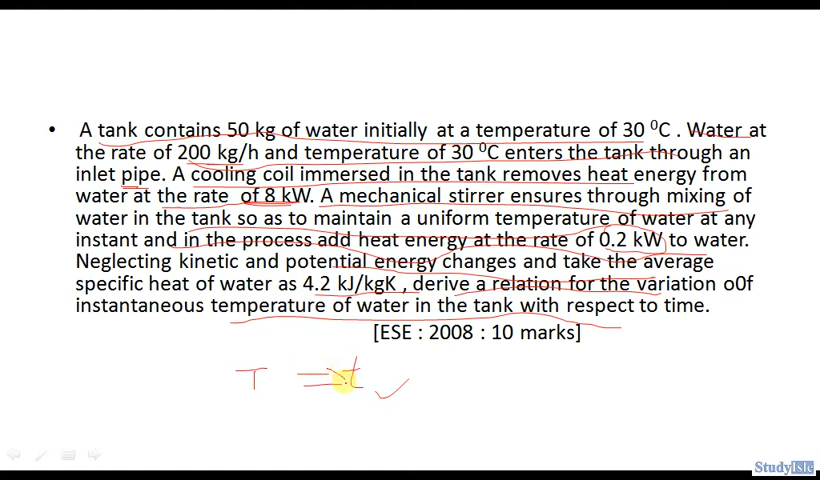 • A tank contains 50 kg of water initially at a temperature of 30 ⁰C . Water at
the rate of 200 kg/h and temperature of 30 ⁰C enters the tank through an
inlet pipe. A cooling coil immersed in the tank removes heat energy from
water at the rate of 8 kW. A mechanical stirrer ensures through mixing of
water in the tank so as to maintain a uniform temperature of water at any
instant and in the process add heat energy at the rate of 0.2 kW to water.
Neglecting kinetic and potential energy changes and take the average
specific heat of water as 4.2 kJ/kgK , derive a relation for the variation o0f
instantaneous temperature of water in the tank with respect to time.
[ESE : 2008 : 10 marks]
T = t
StudyIsle